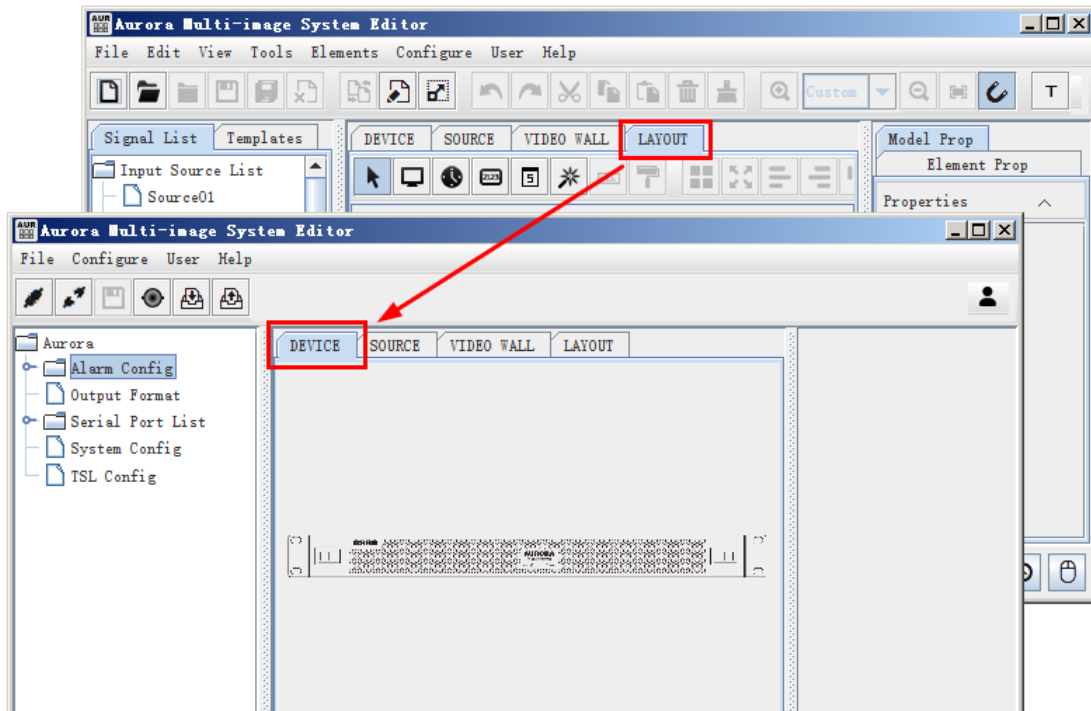 Aurora Multi-image System Editor
File Edit View Tools Elements Configure User Help
Custom
T
Signal List Templates
DEVICE SOURCE VIDEO WALL LAYOUT
Model Prop
Element Prop
Input Source List
Source01
Properties
Aurora Multi-image System Editor
File Configure User Help
Aurora
Alarm Config
Output Format
Serial Port List
System Config
TSL Config
DEVICE SOURCE VIDEO WALL LAYOUT
AURORA